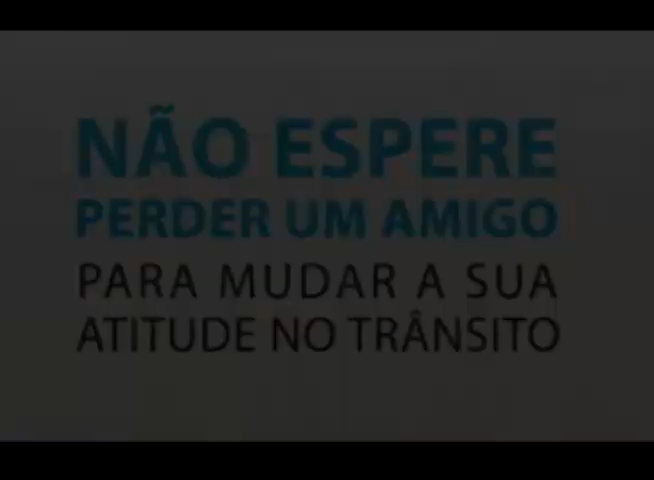 NÃO ESPERE
PERDER UM AMIGO
PARA MUDAR A SUA
ATITUDE NO TRÂNSITO